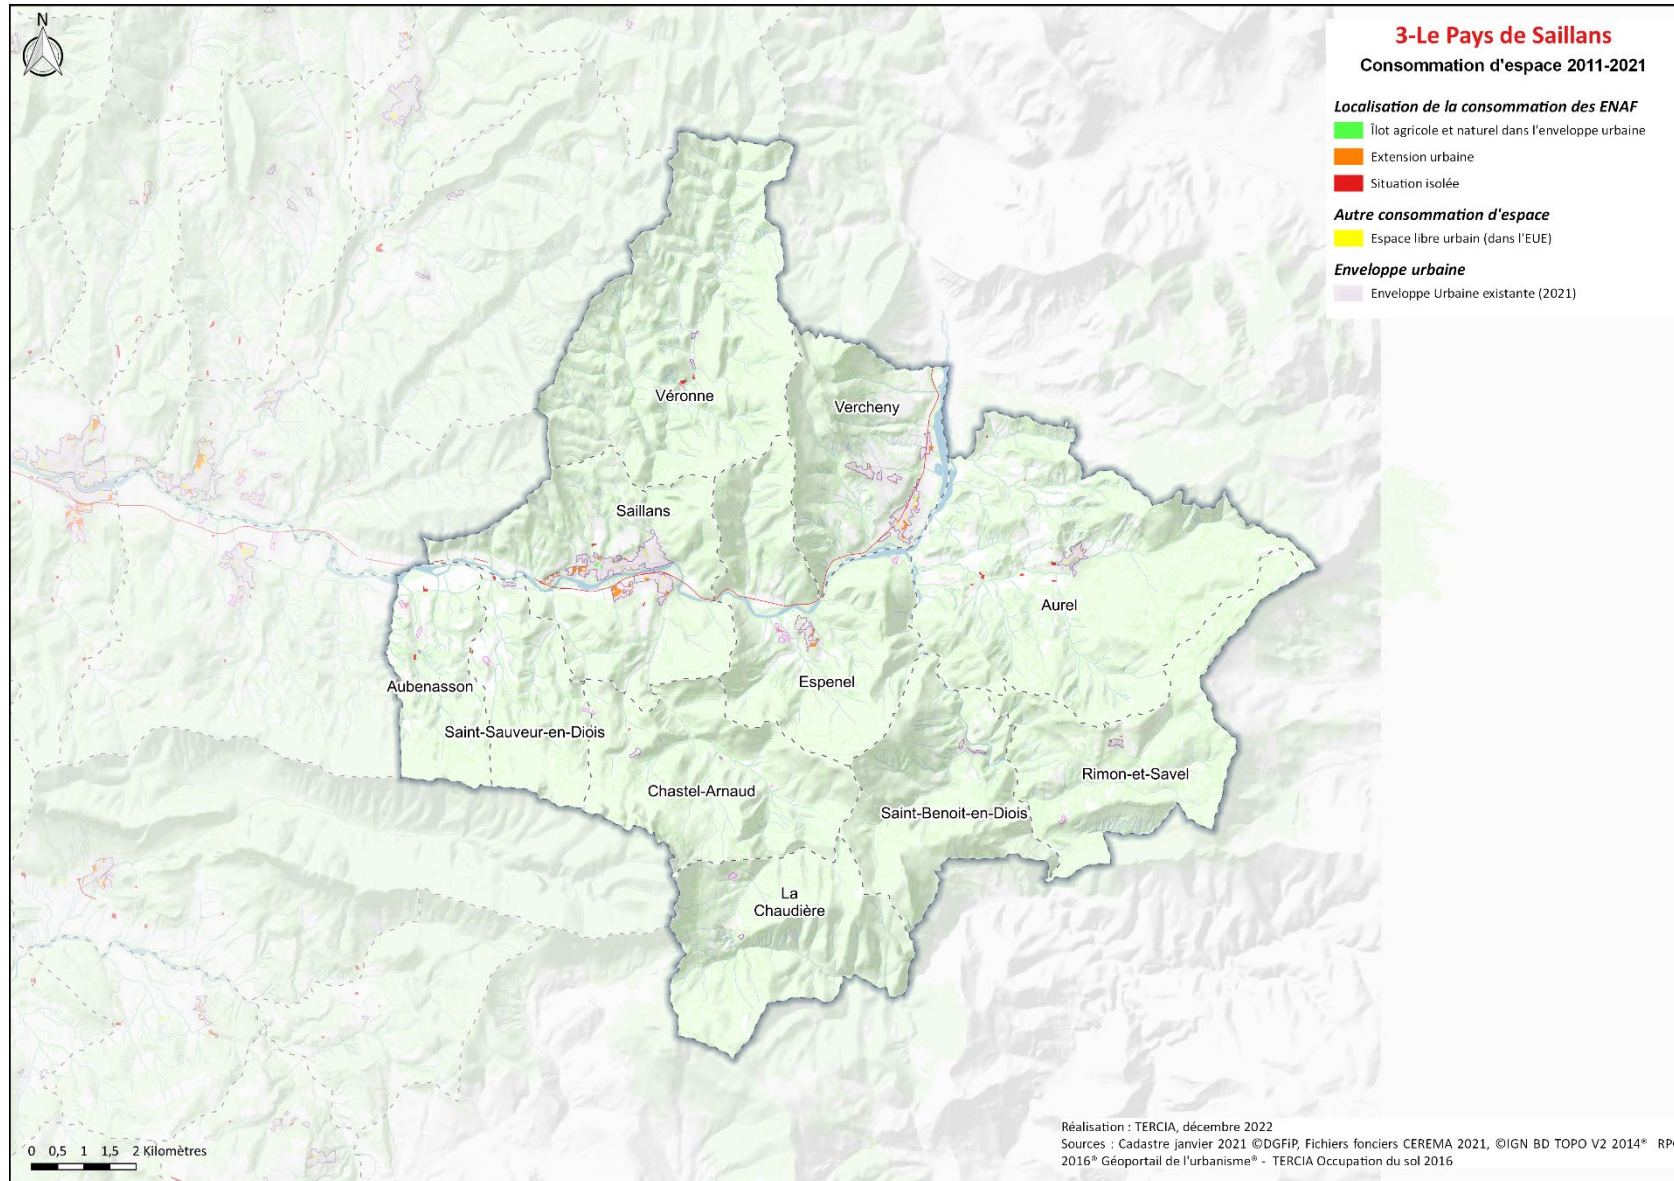 N
3-Le Pays de Saillans
Consommation d'espace 2011-2021
Localisation de la consommation des ENAF
Îlot agricole et naturel dans l'enveloppe urbaine
Extension urbaine
Situation isolée
Autre consommation d'espace
Espace libre urbain (dans l'EUE)
Enveloppe urbaine
Enveloppe Urbaine existante (2021)
Véronne
Vercheny
Saillans
Aurel
Aubenasson
Espenel
Saint-Sauveur-en-Diois
Rimon-et-Savel
Chastel-Arnaud
Saint-Benoit-en-Diois
La
Chaudière
0 0,5 1 1,5 2 Kilomètres
Réalisation : TERCIA, décembre 2022
Sources : Cadastre janvier 2021 ©DGFiP, Fichiers fonciers CEREMA 2021, ©IGN BD TOPO V2 2014® RPG
2016® Géoportail de l'urbanisme® - TERCIA Occupation du sol 2016